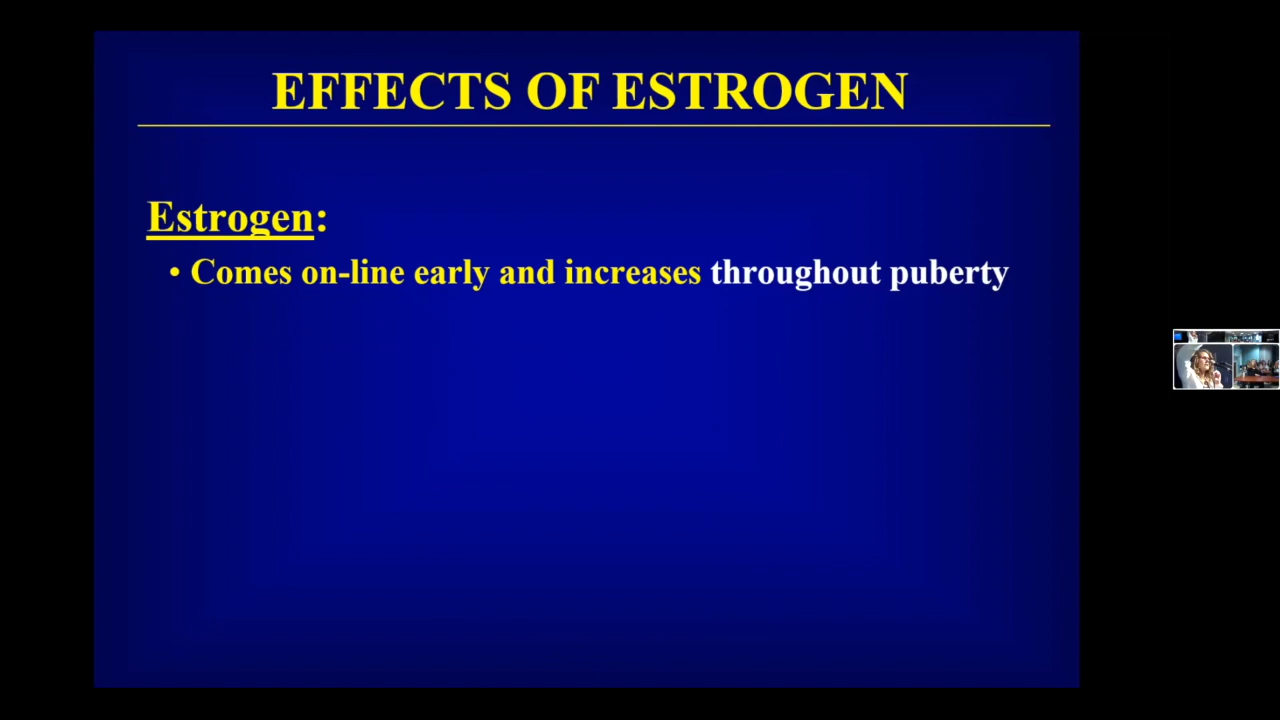 EFFECTS OF ESTROGEN
Estrogen:
• Comes on-line early and increases throughout puberty